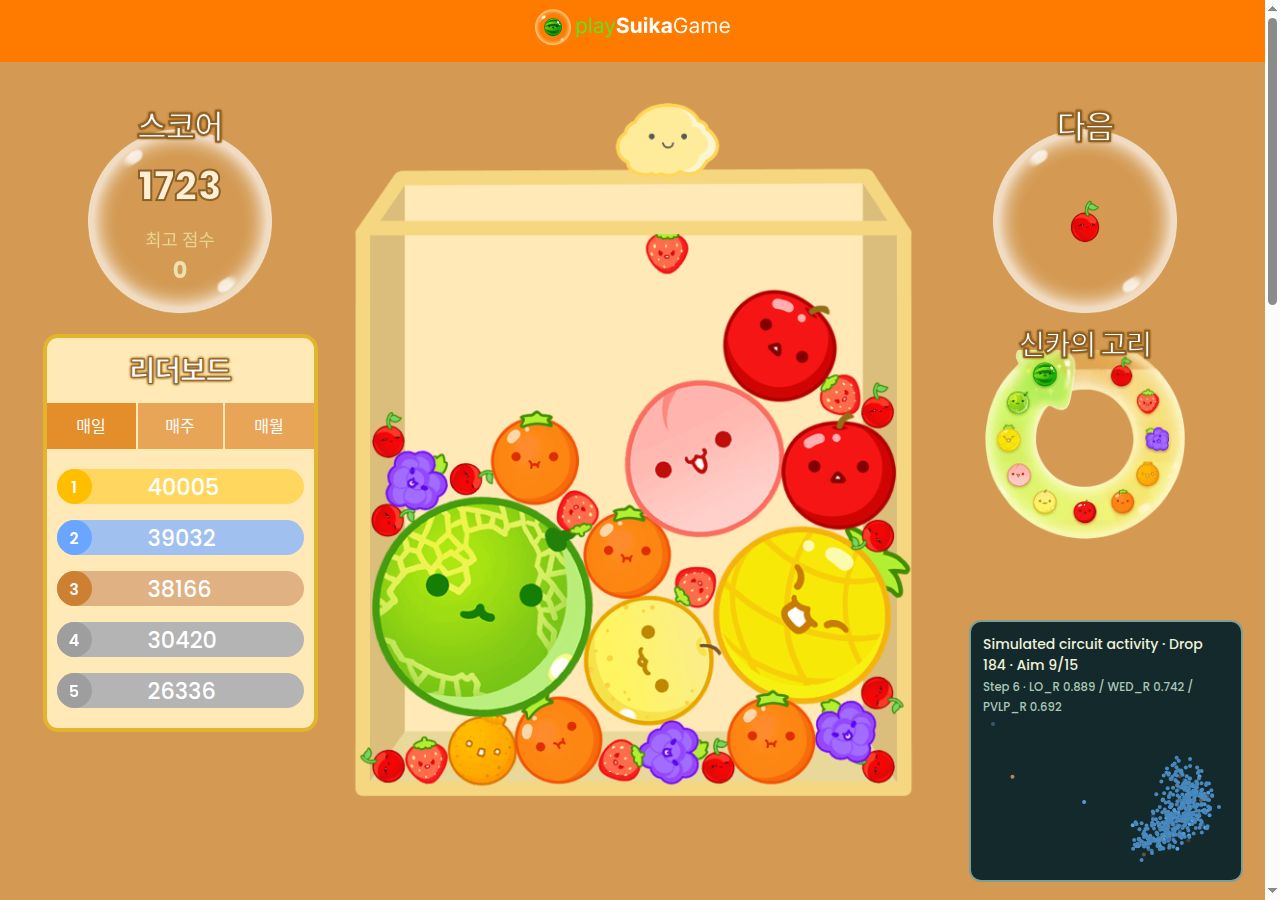 playSuikaGame
스코어
1723
최고 점수
0
다음
리더보드
매일 매주 매월
1 40005
2 39032
3 38166
4 30420
5 26336
신카의 고리
Simulated circuit activity · Drop
184 · Aim 9/15
Step 6 · LO_R 0.889 / WED_R 0.742 /
PVLP_R 0.692